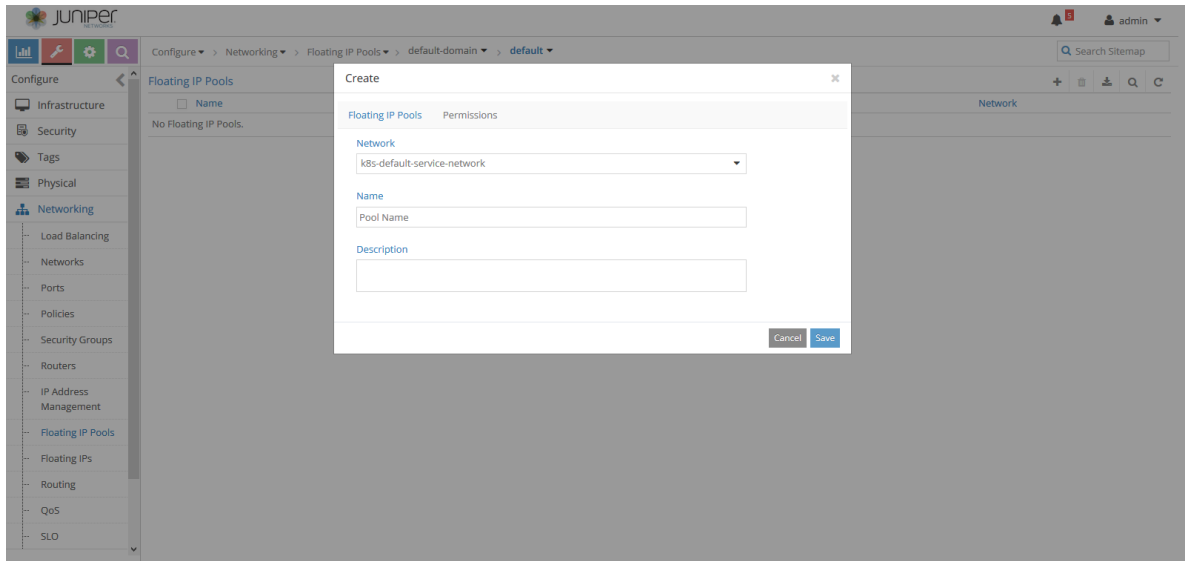 JUNIPER
NETWORKS
5
admin
Configure > Networking > Floating IP Pools > default-domain > default
Search Sitemap
Configure
Infrastructure
Security
Tags
Physical
Networking
Load Balancing
Networks
Ports
Policies
Security Groups
Routers
IP Address
Management
Floating IP Pools
Floating IPs
Routing
QoS
SLO
Floating IP Pools
Name
Network
No Floating IP Pools.
Create
Floating IP Pools Permissions
Network
k8s-default-service-network
Name
Pool Name
Description
Cancel Save